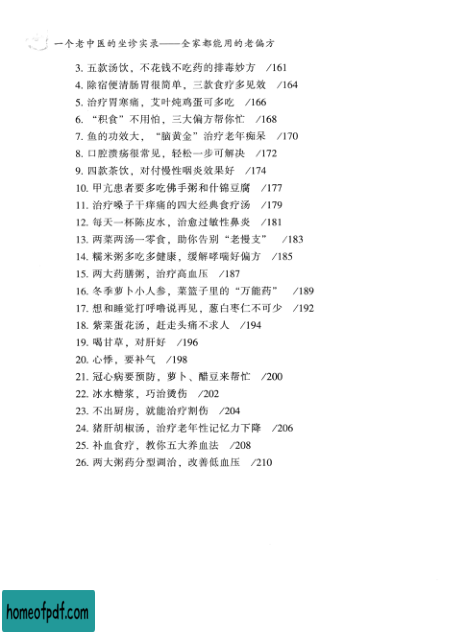 一个老中医的坐诊实录——全家都能用的老偏方
3. 五款汤饮，不花钱不吃药的排毒妙方 /161
4. 除宿便清肠胃很简单，三款食疗多见效 /164
5. 治疗胃寒痛，艾叶炖鸡蛋可多吃 /166
6. “积食”不用怕，三大偏方帮你忙 /168
7. 鱼的功效大，“脑黄金”治疗老年痴呆 /170
8. 口腔溃疡很常见，轻松一步可解决 /172
9. 四款茶饮，对付慢性咽炎效果好 /174
10. 甲亢患者要多吃佛手粥和什锦豆腐 /177
11. 治疗嗓子干痒痛的四大经典食疗汤 /179
12. 每天一杯陈皮水，治愈过敏性鼻炎 /181
13. 两菜两汤一零食，助你告别“老慢支” /183
14. 糯米粥多吃多健康，缓解哮喘好偏方 /185
15. 两大药膳粥，治疗高血压 /187
16. 冬季萝卜小人参，菜篮子里的“万能药” /189
17. 想和睡觉打呼噜说再见，葱白枣仁不可少 /192
18. 紫菜蛋花汤，赶走头痛不求人 /194
19. 喝甘草，对肝好 /196
20. 心悸，要补气 /198
21. 冠心病要预防，萝卜、醋豆来帮忙 /200
22. 冰水糖浆，巧治烫伤 /202
23. 不出厨房，就能治疗割伤 /204
24. 猪肝胡椒汤，治疗老年性记忆力下降 /206
25. 补血食疗，教你五大养血法 /208
26. 两大粥药分型调治，改善低血压 /210
homeofpdf.com